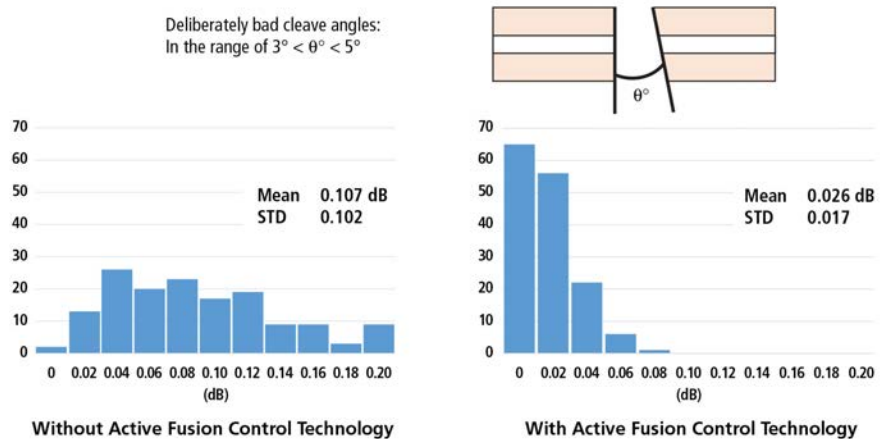 Deliberately bad cleave angles:
In the range of 3° < θ° < 5°
θ°
70
60
50
40
30
20
10
0
Mean 0.107 dB
STD 0.102
0 0.02 0.04 0.06 0.08 0.10 0.12 0.14 0.16 0.18 0.20
(dB)
Without Active Fusion Control Technology
70
60
50
40
30
20
10
0
Mean 0.026 dB
STD 0.017
0 0.02 0.04 0.06 0.08 0.10 0.12 0.14 0.16 0.18 0.20
(dB)
With Active Fusion Control Technology